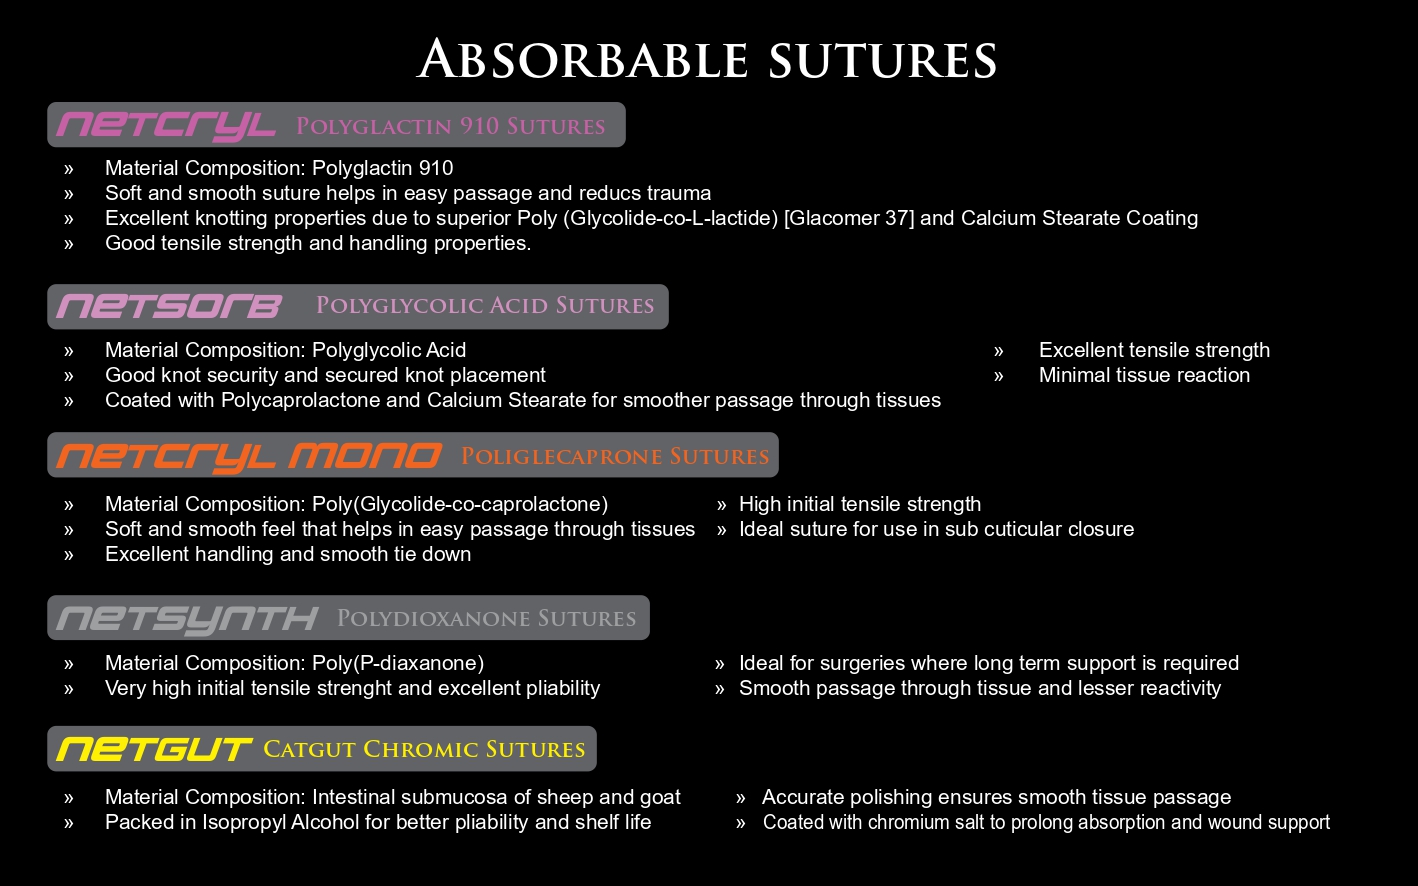 ABSORBABLE SUTURES
NETCRYL POLYGLACTIN 910 SUTURES
» Material Composition: Polyglactin 910
» Soft and smooth suture helps in easy passage and reducs trauma
» Excellent knotting properties due to superior Poly (Glycolide-co-L-lactide) [Glacomer 37] and Calcium Stearate Coating
» Good tensile strength and handling properties.
NETSORB POLYGLYCOLIC ACID SUTURES
» Material Composition: Polyglycolic Acid
» Good knot security and secured knot placement
» Coated with Polycaprolactone and Calcium Stearate for smoother passage through tissues
» Excellent tensile strength
» Minimal tissue reaction
NETCRYL MONO POLIGLECAPRONE SUTURES
» Material Composition: Poly(Glycolide-co-caprolactone)
» Soft and smooth feel that helps in easy passage through tissues
» Excellent handling and smooth tie down
» High initial tensile strength
» Ideal suture for use in sub cuticular closure
NETSYNTH POLYDIOXANONE SUTURES
» Material Composition: Poly(P-diaxanone)
» Very high initial tensile strenght and excellent pliability
» Ideal for surgeries where long term support is required
» Smooth passage through tissue and lesser reactivity
NETGUT CATGUT CHROMIC SUTURES
» Material Composition: Intestinal submucosa of sheep and goat
» Packed in Isopropyl Alcohol for better pliability and shelf life
» Accurate polishing ensures smooth tissue passage
» Coated with chromium salt to prolong absorption and wound support